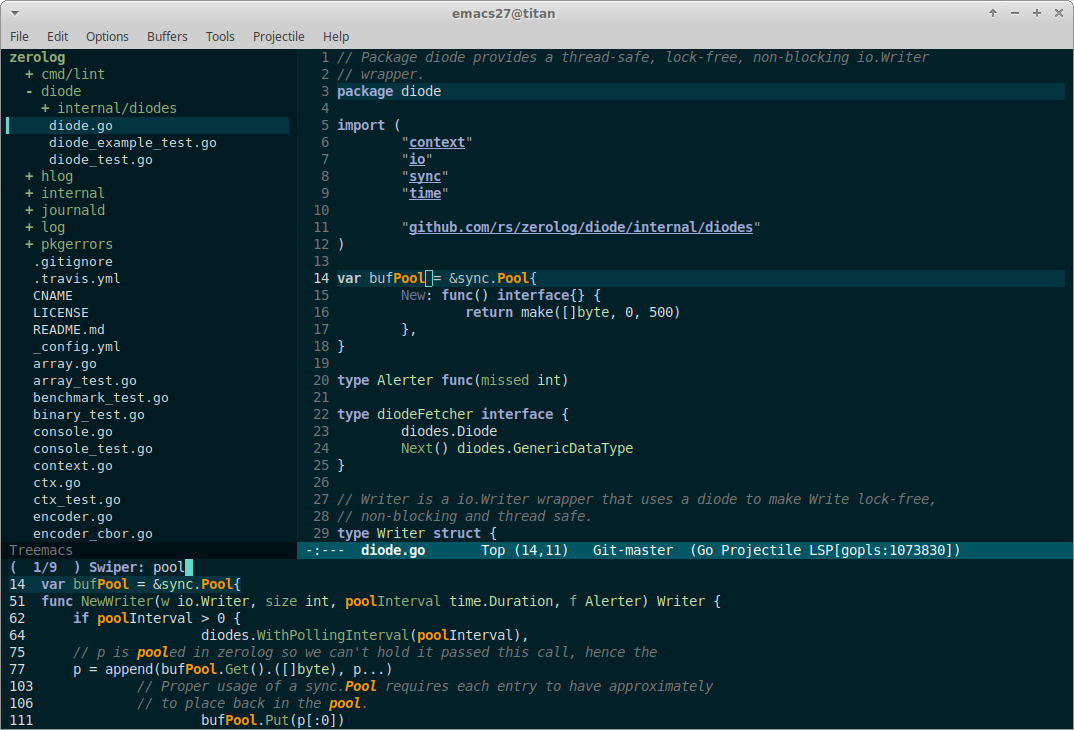 emacs27@titan
File Edit Options Buffers Tools Projectile Help
zerolog
+ cmd/lint
- diode
+ internal/diodes
diode.go
diode_example_test.go
diode_test.go
+ hlog
+ internal
+ journald
+ log
+ pkgerrors
.gitignore
.travis.yml
CNAME
LICENSE
README.md
_config.yml
array.go
array_test.go
benchmark_test.go
binary_test.go
console.go
console_test.go
context.go
ctx.go
ctx_test.go
encoder.go
encoder_cbor.go
Treemacs
1 // Package diode provides a thread-safe, lock-free, non-blocking io.Writer
2 // wrapper.
3 package diode
4
5 import (
6         "context"
7         "io"
8         "sync"
9         "time"
10
11         "github.com/rs/zerolog/diode/internal/diodes"
12 )
13
14 var bufPool = &sync.Pool{
15         New: func() interface{} {
16                 return make([]byte, 0, 500)
17         },
18 }
19
20 type Alerter func(missed int)
21
22 type diodeFetcher interface {
23         diodes.Diode
24         Next() diodes.GenericDataType
25 }
26
27 // Writer is a io.Writer wrapper that uses a diode to make Write lock-free,
28 // non-blocking and thread safe.
29 type Writer struct {
-:---  diode.go       Top (14,11)   Git-master  (Go Projectile LSP[gopls:1073830])
(  1/9  ) Swiper: pool
14  var bufPool = &sync.Pool{
51  func NewWriter(w io.Writer, size int, poolInterval time.Duration, f Alerter) Writer {
62      if poolInterval > 0 {
64                      diodes.WithPollingInterval(poolInterval),
75      // p is pooled in zerolog so we can't hold it passed this call, hence the
77      p = append(bufPool.Get().([]byte), p...)
103             // Proper usage of a sync.Pool requires each entry to have approximately
106             // to place back in the pool.
111                     bufPool.Put(p[:0])